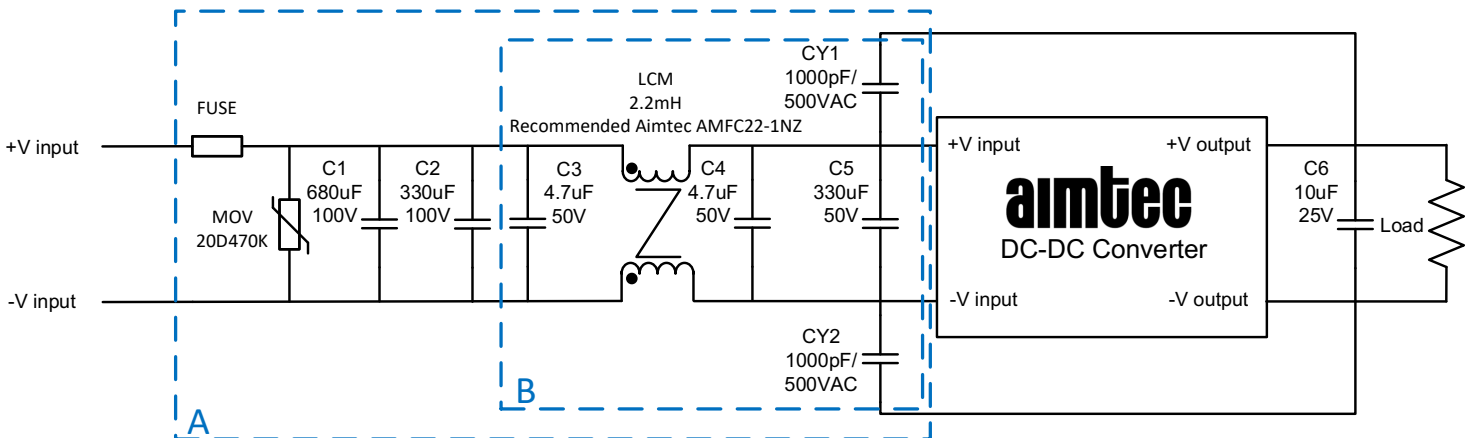 FUSE
+V input
-V input
MOV
20D470K
C1
680uF
100V
C2
330uF
100V
C3
4.7uF
50V
LCM
2.2mH
Recommended Aimtec AMFC22-1NZ
C4
4.7uF
50V
CY1
1000pF/
500VAC
C5
330uF
50V
CY2
1000pF/
500VAC
A
B
+V input
+V output
aimtec
DC-DC Converter
-V input
-V output
C6
10uF
25V
Load